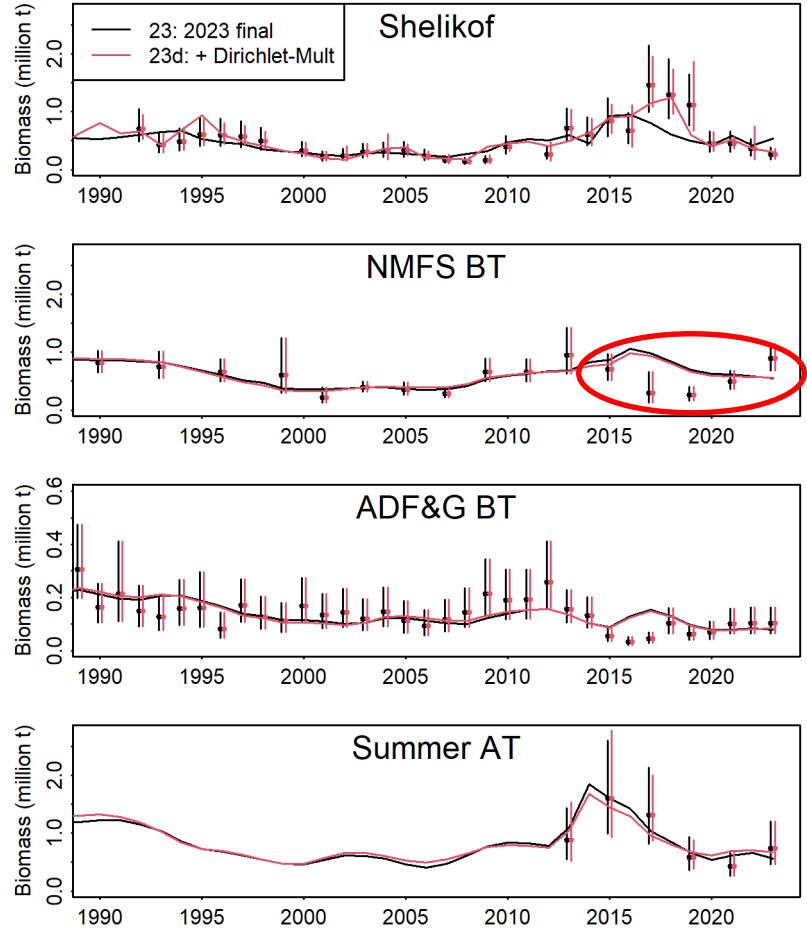 Shelikof
23: 2023 final
23d: + Dirichlet-Mult
Biomass (million t)
0.0 1.0 2.0
1990 1995 2000 2005 2010 2015 2020
NMFS BT
Biomass (million t)
0.0 1.0 2.0
1990 1995 2000 2005 2010 2015 2020
ADF&G BT
Biomass (million t)
0.0 0.2 0.4 0.6
1990 1995 2000 2005 2010 2015 2020
Summer AT
Biomass (million t)
0.0 1.0 2.0
1990 1995 2000 2005 2010 2015 2020